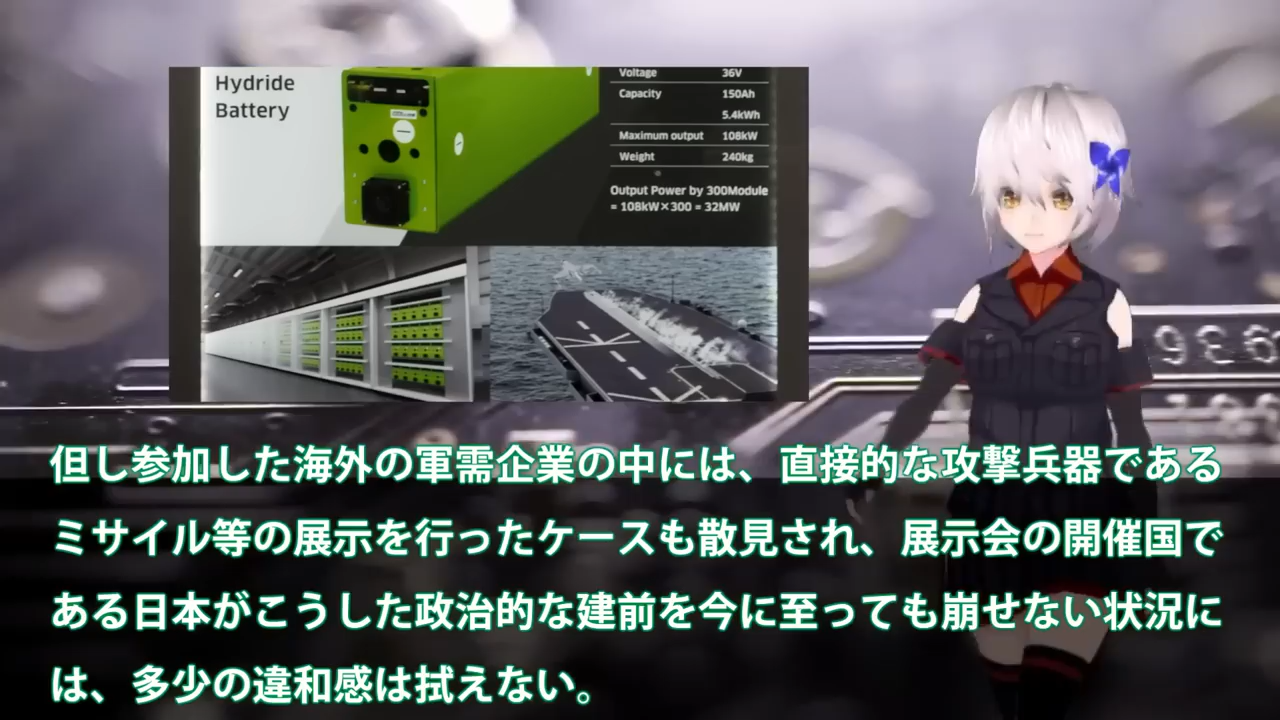 Hydride
Battery
Voltage 36V
Capacity 150Ah
5.4kWh
Maximum output 108kW
Weight 240kg
Output Power by 300Module
= 108kW×300 = 32MW
但し参加した海外の軍需企業の中には、直接的な攻撃兵器である
ミサイル等の展示を行ったケースも散見され、展示会の開催国で
ある日本がこうした政治的な建前を今に至っても崩せない状況に
は、多少の違和感は拭えない。